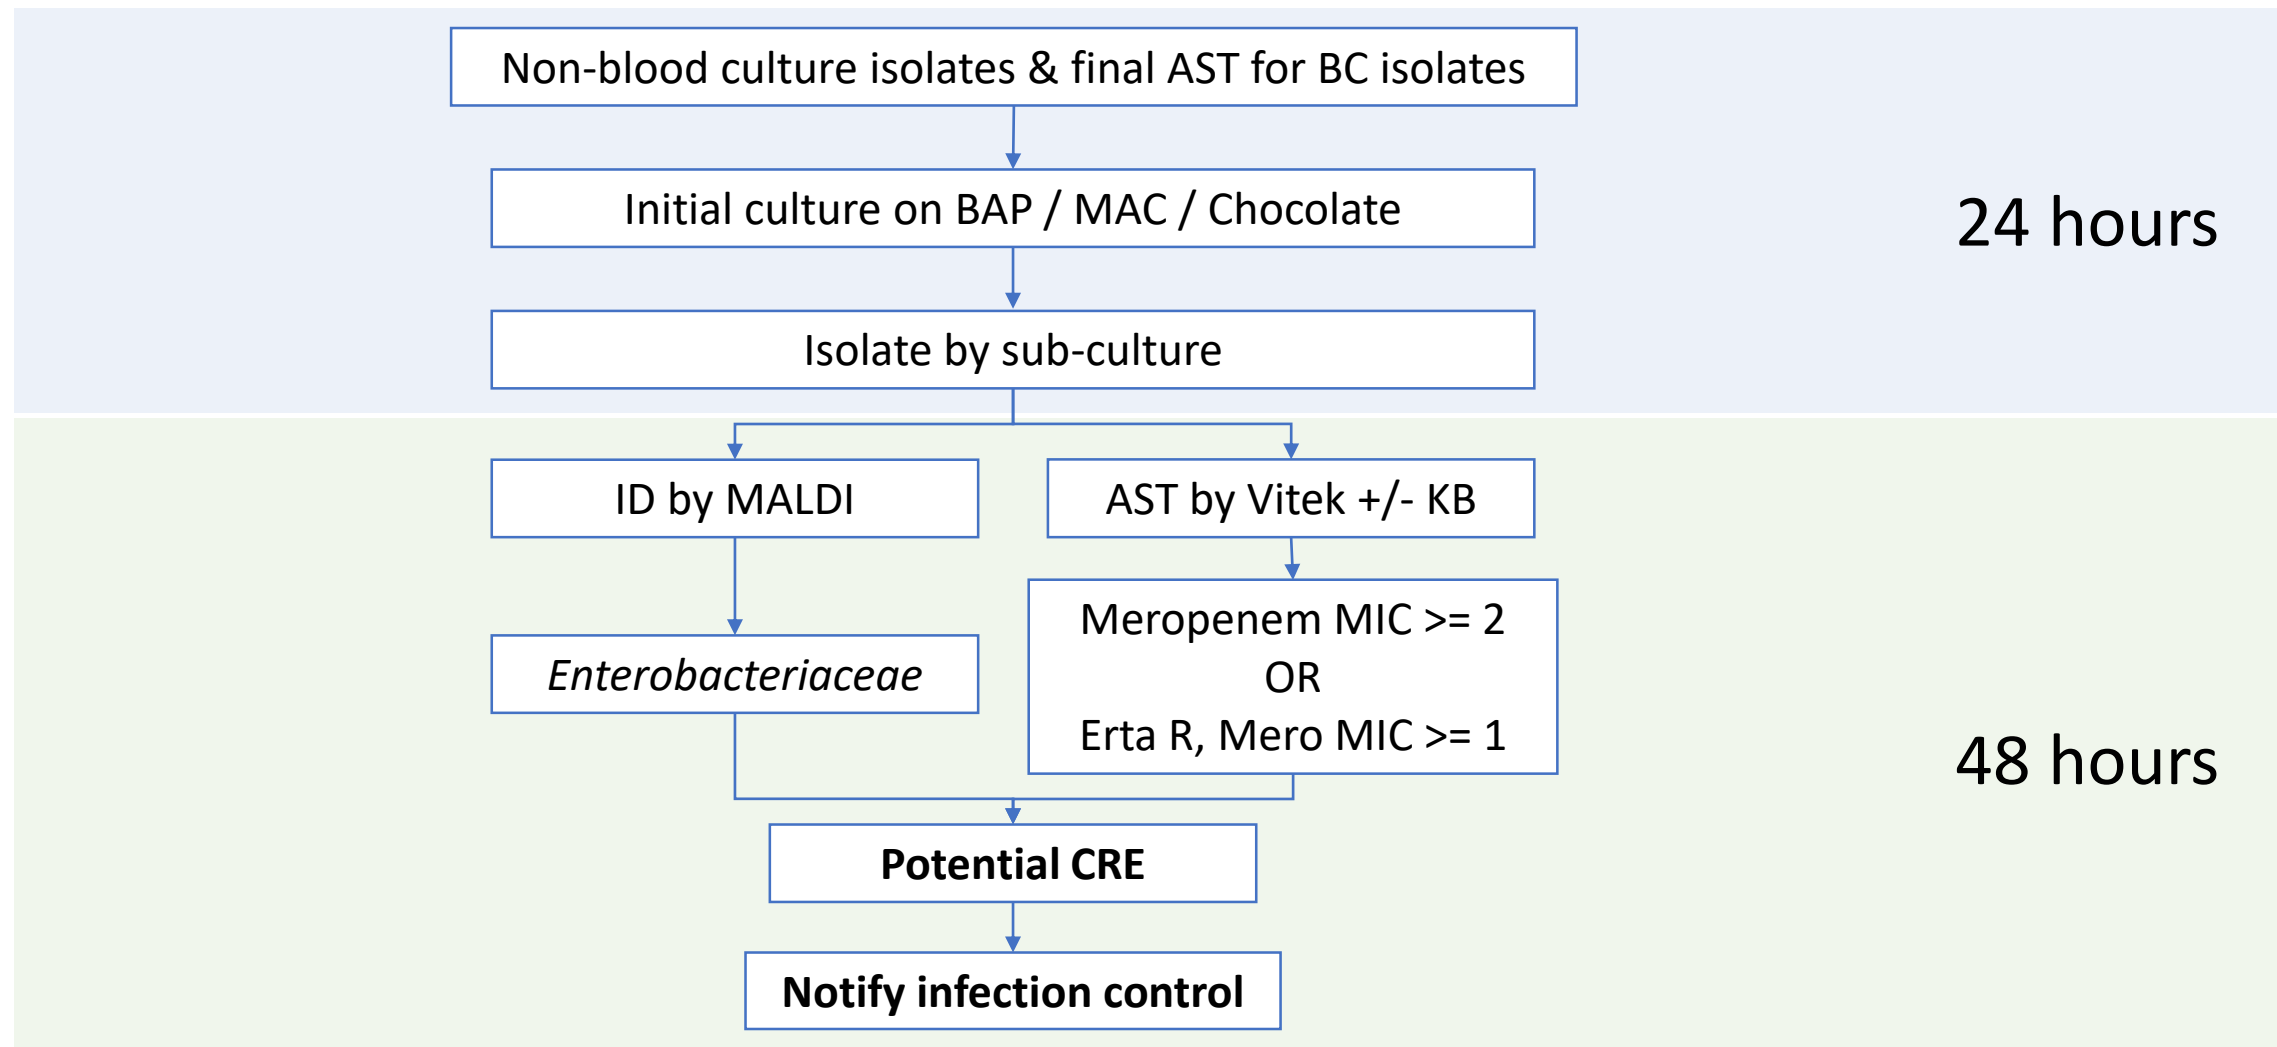 Non-blood culture isolates & final AST for BC isolates
Initial culture on BAP / MAC / Chocolate
24 hours
Isolate by sub-culture
ID by MALDI
AST by Vitek +/- KB
Enterobacteriaceae
Meropenem MIC >= 2
OR
Erta R, Mero MIC >= 1
48 hours
Potential CRE
Notify infection control